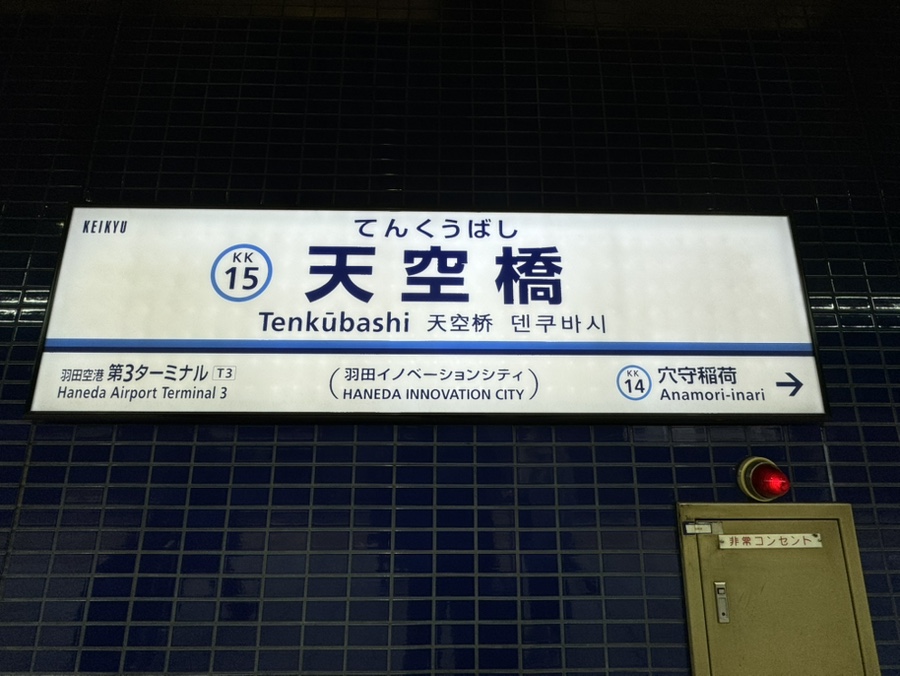 KEIKYU
てんくうばし
KK
15
天空橋
Tenkūbashi 天空桥 덴쿠바시
羽田空港 第3ターミナル T3
Haneda Airport Terminal 3
(羽田イノベーションシティ
HANEDA INNOVATION CITY)
KK
14
穴守稲荷
Anamori-inari
非常コンセント